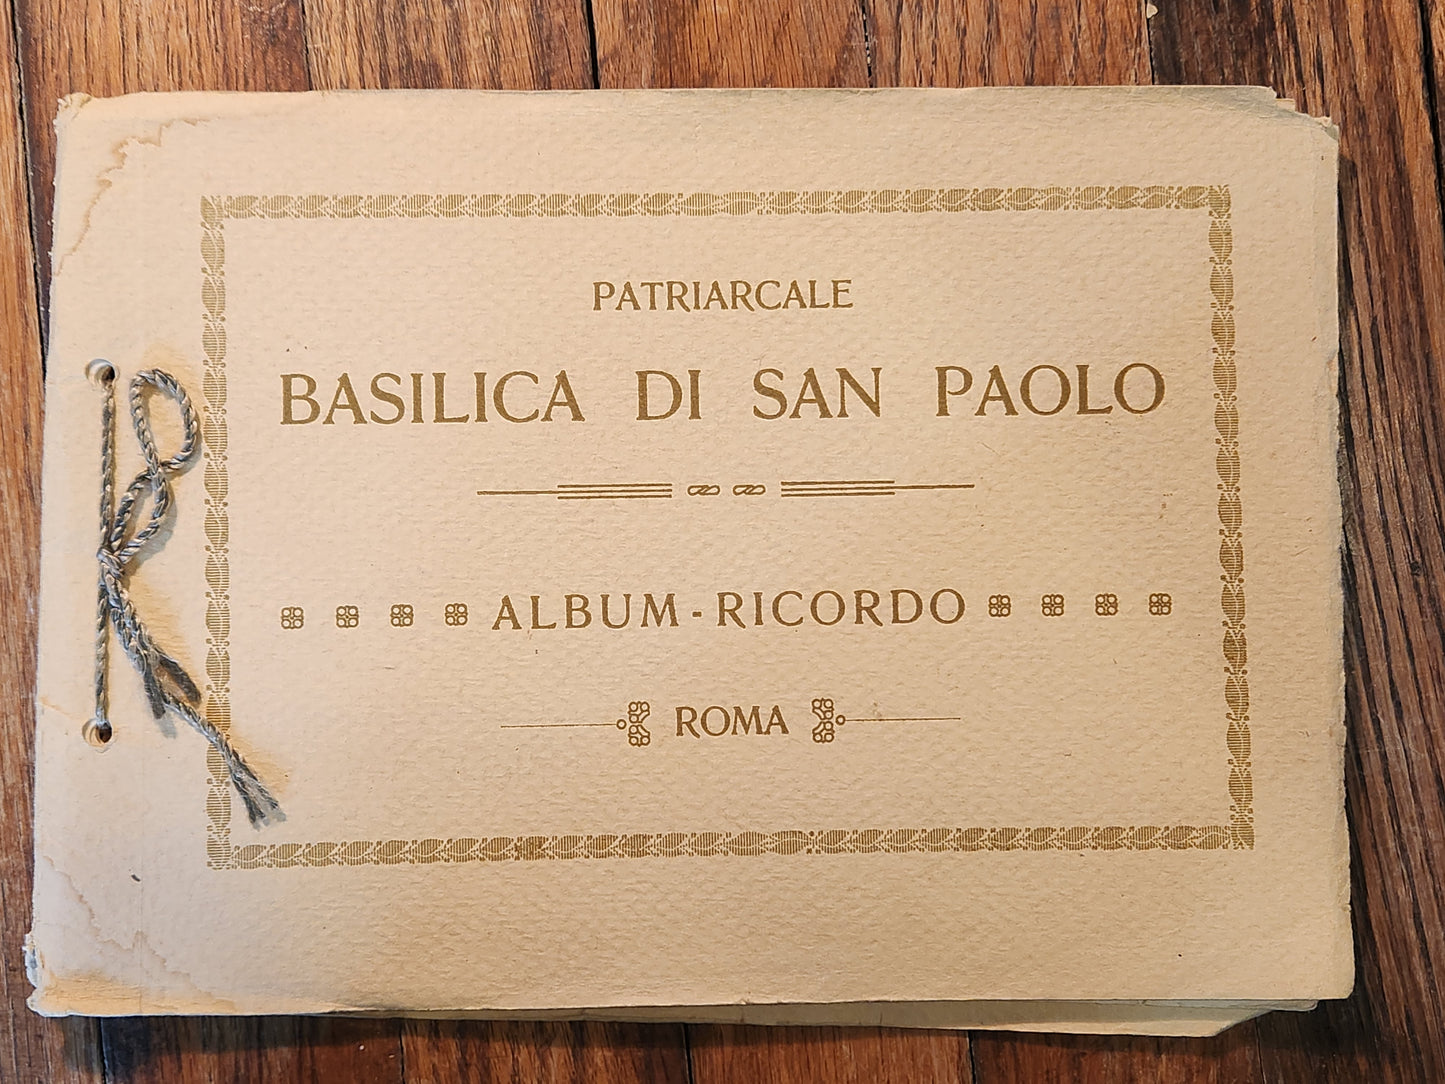 PATRIARCALE
BASILICA DI SAN PAOLO
ALBUM-RICORDO
ROMA